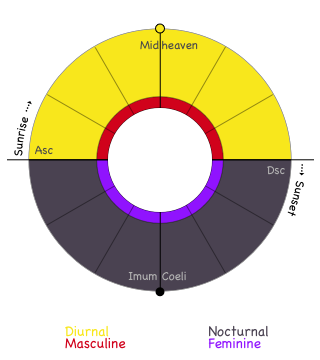 Midheaven
Sunrise ···→
Asc
Dsc
···→ Sunset
Imum Coeli
Diurnal
Masculine
Nocturnal
Feminine